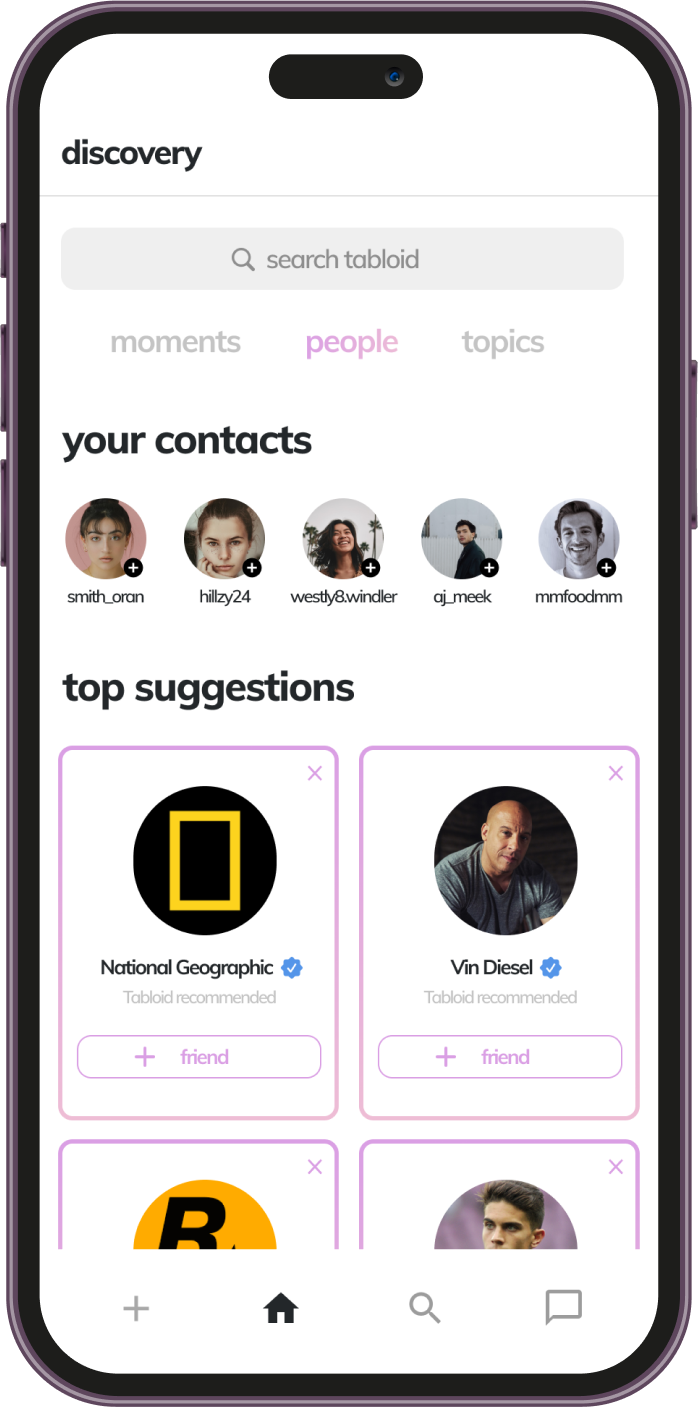 discovery
search tabloid
moments people topics
your contacts
smith_oran hillzy24 westly8.windler aj_meek mmfoodmm
top suggestions
National Geographic Vin Diesel
Tabloid recommended Tabloid recommended
+ friend + friend
R